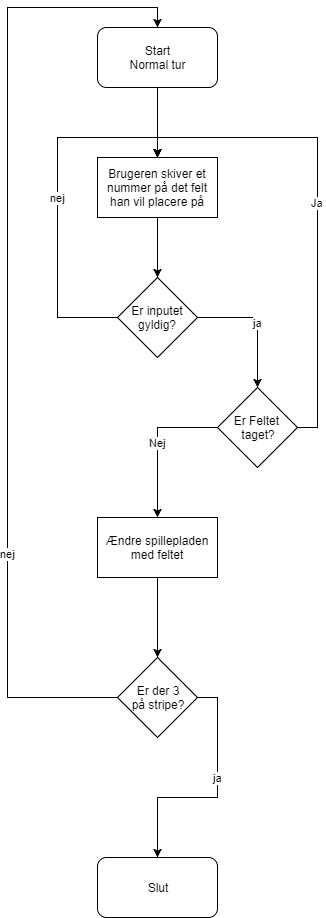 Start
Normal tur
Brugeren skiver et
nummer på det felt
han vil placere på
nej
Ja
Er inputet
gyldig?
ja
Er Feltet
taget?
Nej
Ændre spillepladen
med feltet
nej
Er der 3
på stripe?
ja
Slut